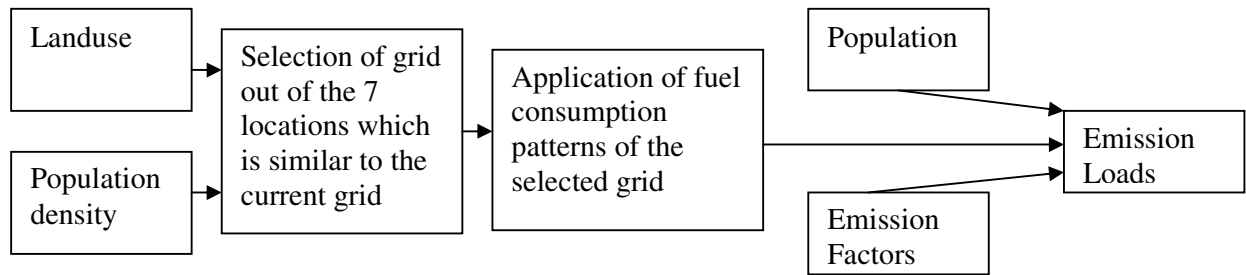 Landuse
Population
density
Selection of grid
out of the 7
locations which
is similar to the
current grid
Application of fuel
consumption
patterns of the
selected grid
Population
Emission
Factors
Emission
Loads